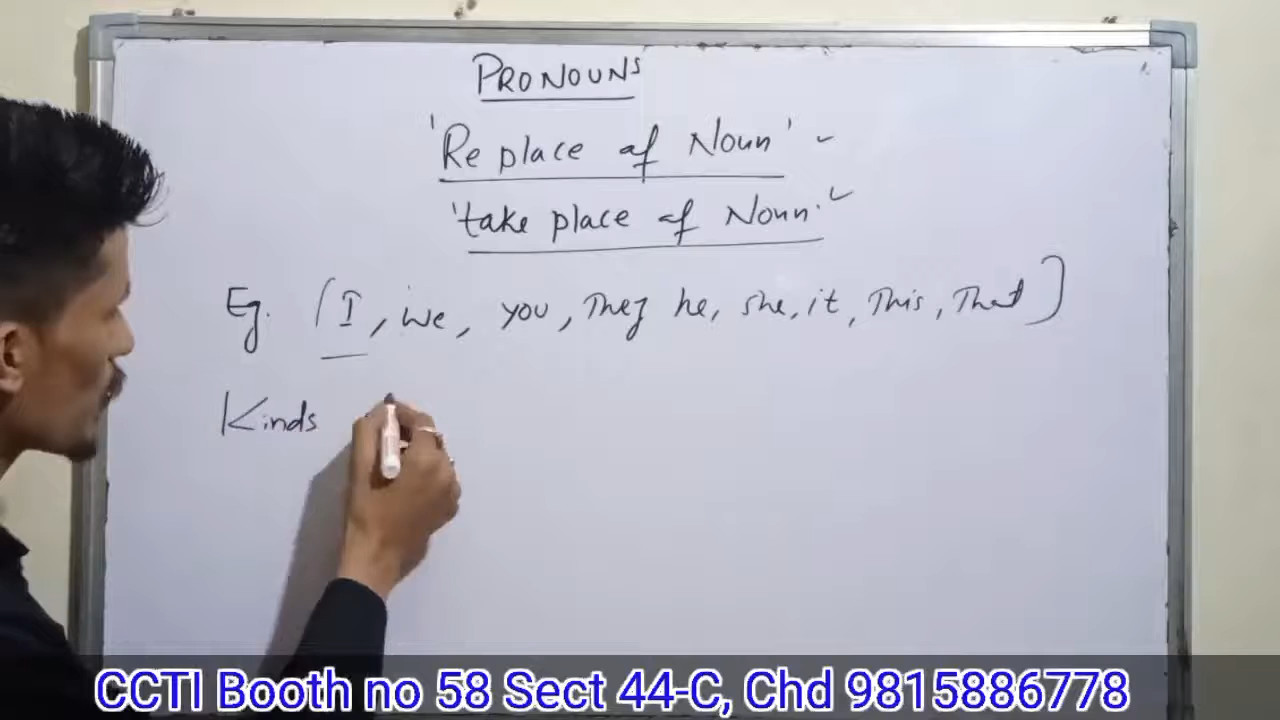 PRONOUNs
'Replace of Noun'
'take place of Noun.'
Eg. (I, we, you, They he, she, it, This, That)
Kinds
CCTI Booth no 58 Sect 44-C, Chd 9815886778